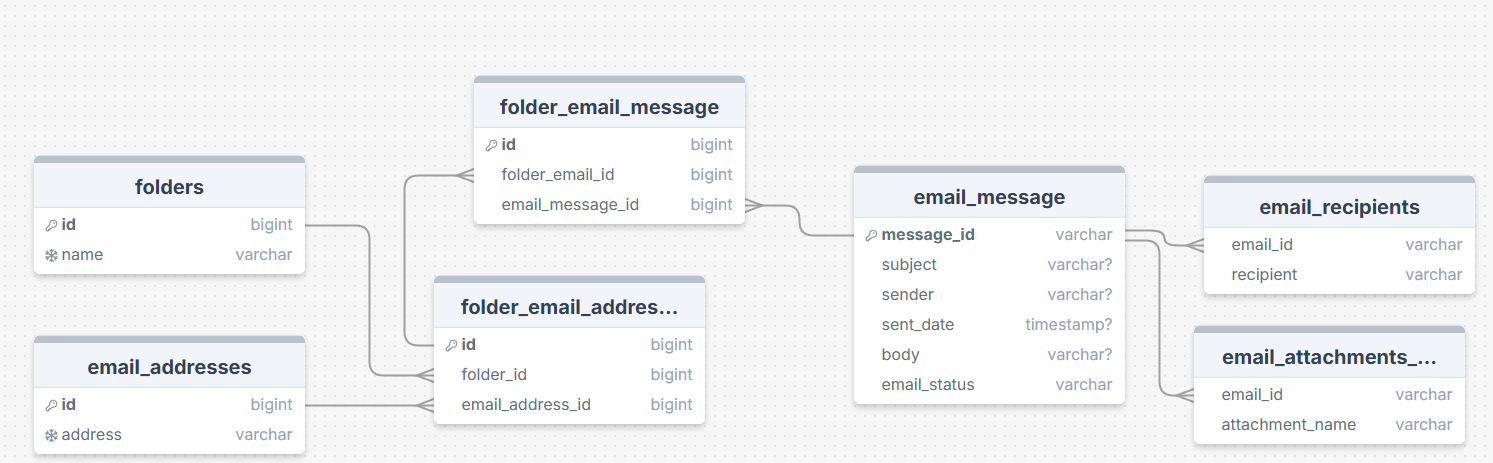 folder_email_message
id bigint
folder_email_id bigint
email_message_id bigint
folders
id bigint
name varchar
email_message
message_id varchar
subject varchar?
sender varchar?
sent_date timestamp?
body varchar?
email_status varchar
email_recipients
email_id varchar
recipient varchar
folder_email_addres...
id bigint
folder_id bigint
email_address_id bigint
email_addresses
id bigint
address varchar
email_attachments_...
email_id varchar
attachment_name varchar